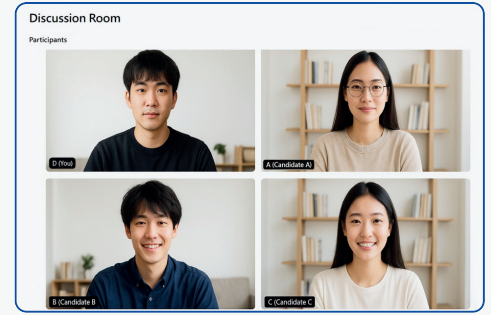 Discussion Room
Participants
D (You)
A (Candidate A)
B (Candidate B
C (Candidate C